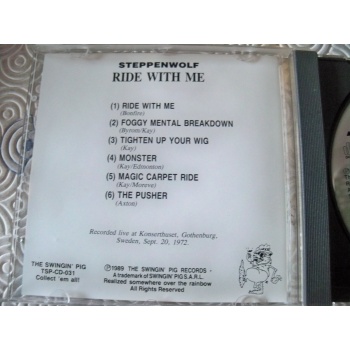 STEPPENWOLF
RIDE WITH ME
(1) RIDE WITH ME
(Bonfire)
(2) FOGGY MENTAL BREAKDOWN
(Byrom/Kay)
(3) TIGHTEN UP YOUR WIG
(Kay)
(4) MONSTER
(Kay/Edmonton)
(5) MAGIC CARPET RIDE
(Kay/Moreve)
(6) THE PUSHER
(Axton)
Recorded live at Konserthuset, Gothenburg,
Sweden, Sept. 20, 1972.
THE SWINGIN' PIG
TSP-CD-031
Collect 'em all!
Ⓟ1989 THE SWINGIN' PIG RECORDS -
A trademark of SWINGIN' PIG S.A.R.L.
Realized somewhere over the rainbow
All Rights Reserved